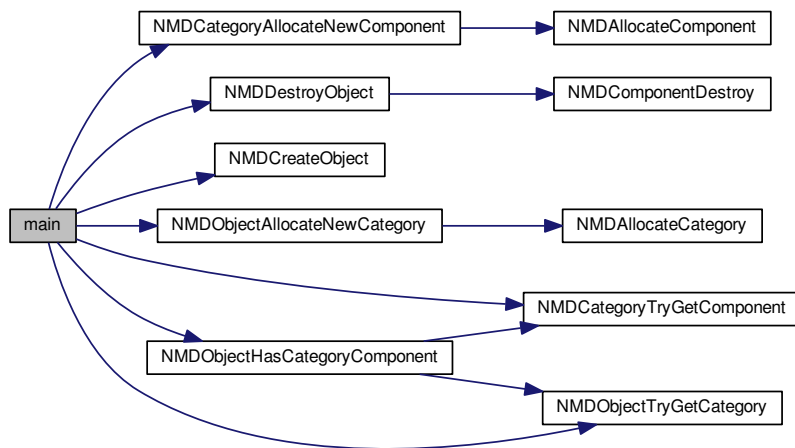 NMDCategoryAllocateNewComponent
NMDAllocateComponent
NMDDestroyObject
NMDComponentDestroy
NMDCreateObject
main
NMDObjectAllocateNewCategory
NMDAllocateCategory
NMDCategoryTryGetComponent
NMDObjectHasCategoryComponent
NMDObjectTryGetCategory